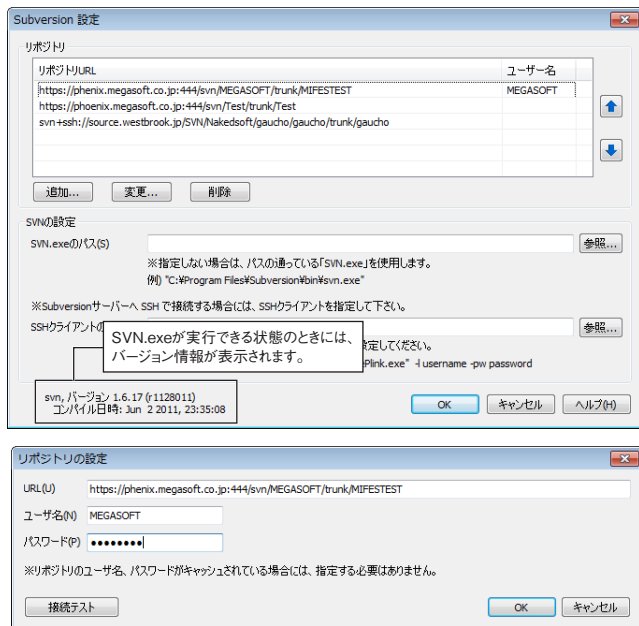 Subversion 設定
リポジトリ
リポジトリURL ユーザー名
https://phenix.megasoft.co.jp:444/svn/MEGASOFT/trunk/MIFESTEST MEGASOFT
https://phoenix.megasoft.co.jp:444/svn/Test/trunk/Test
svn+ssh://source.westbrook.jp/SVN/Nakedsoft/gaucho/gaucho/trunk/gaucho
追加... 変更... 削除
SVNの設定
SVN.exeのパス(S) 参照...
※指定しない場合は、パスの通っている「SVN.exe」を使用します。
例) "C:¥Program Files¥Subversion¥bin¥svn.exe"
※Subversionサーバーへ SSH で接続する場合には、SSHクライアントを指定して下さい。
SSHクライアントの 参照...
SVN.exeが実行できる状態のときには、
バージョン情報が表示されます。
定してください。
Plink.exe" -l username -pw password
svn, バージョン 1.6.17 (r1128011)
コンパイル日時: Jun 2 2011, 23:35:08
OK キャンセル ヘルプ(H)
リポジトリの設定
URL(U) https://phenix.megasoft.co.jp:444/svn/MEGASOFT/trunk/MIFESTEST
ユーザ名(N) MEGASOFT
パスワード(P) ●●●●●●●●
※リポジトリのユーザ名、パスワードがキャッシュされている場合には、指定する必要はありません。
接続テスト OK キャンセル